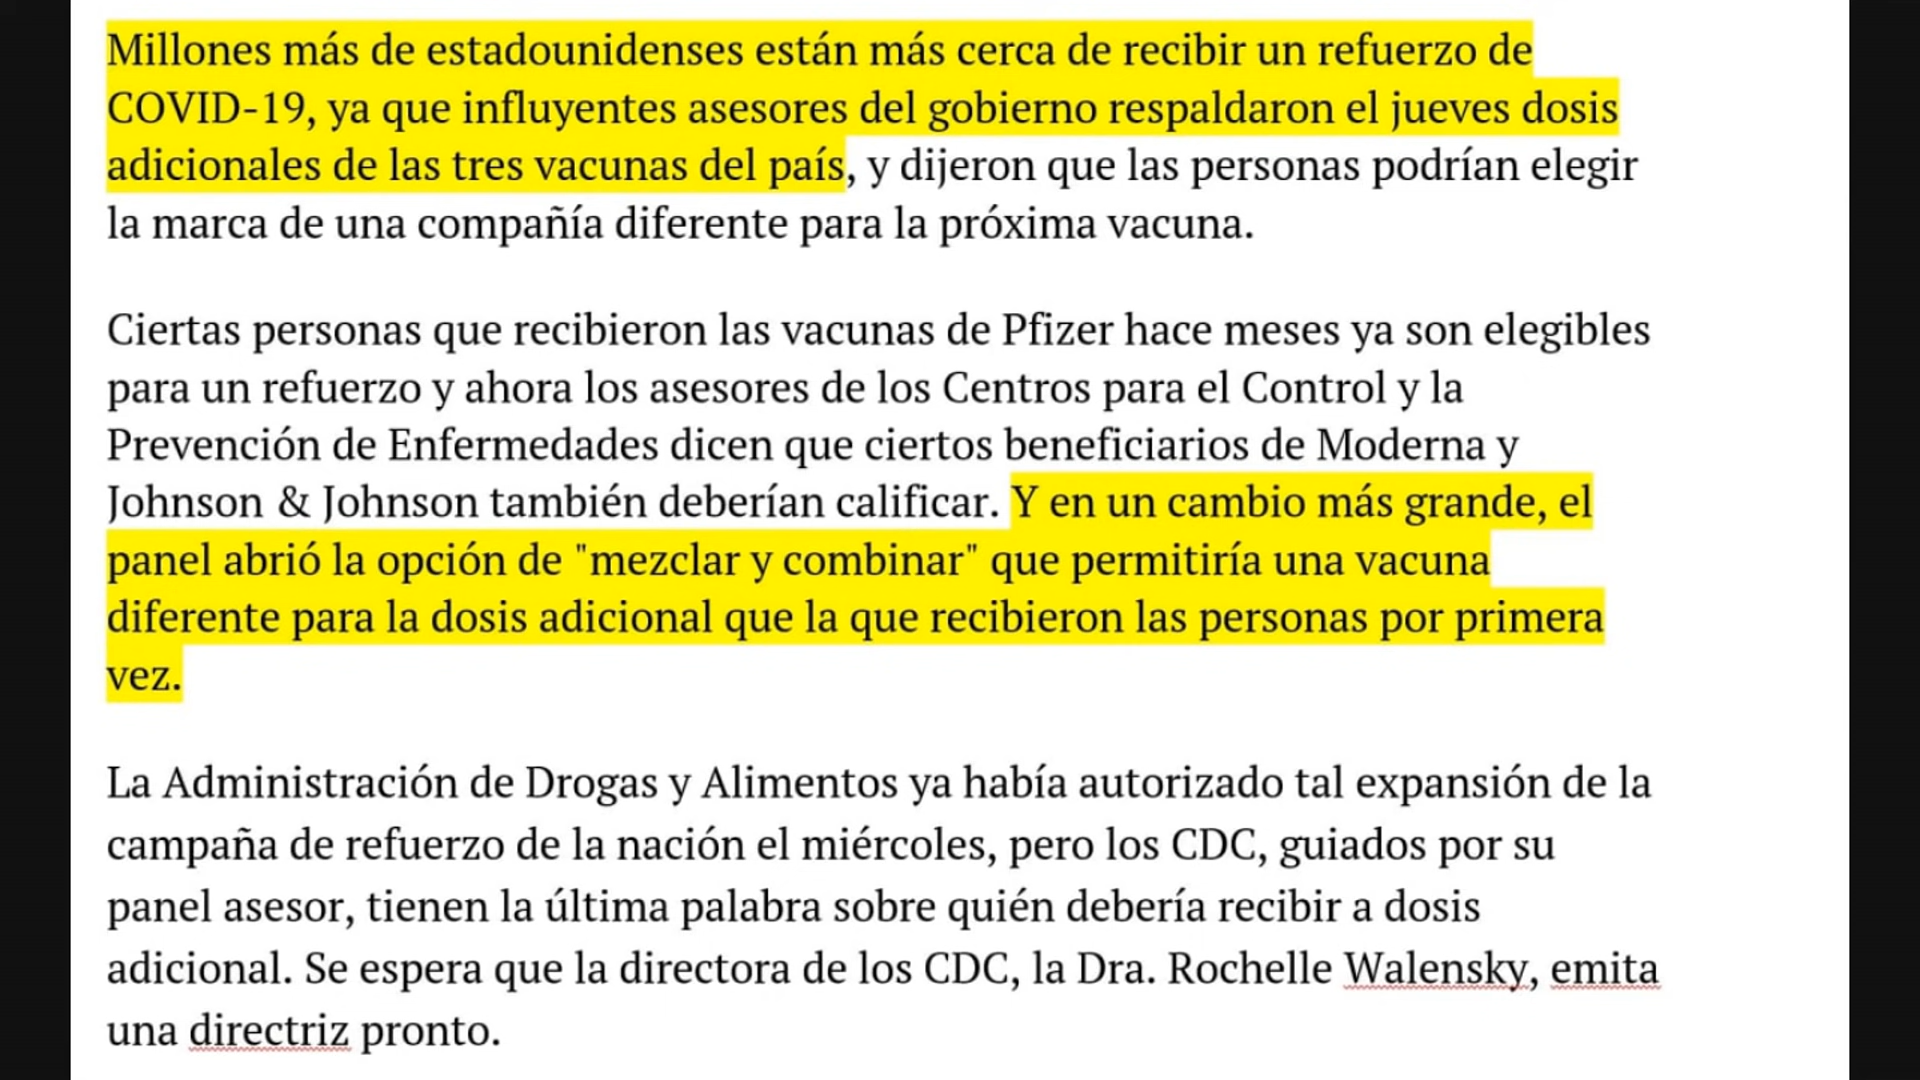 Millones más de estadounidenses están más cerca de recibir un refuerzo de
COVID-19, ya que influyentes asesores del gobierno respaldaron el jueves dosis
adicionales de las tres vacunas del país, y dijeron que las personas podrían elegir
la marca de una compañía diferente para la próxima vacuna.
Ciertas personas que recibieron las vacunas de Pfizer hace meses ya son elegibles
para un refuerzo y ahora los asesores de los Centros para el Control y la
Prevención de Enfermedades dicen que ciertos beneficiarios de Moderna y
Johnson & Johnson también deberían calificar. Y en un cambio más grande, el
panel abrió la opción de "mezclar y combinar" que permitiría una vacuna
diferente para la dosis adicional que la que recibieron las personas por primera
vez.
La Administración de Drogas y Alimentos ya había autorizado tal expansión de la
campaña de refuerzo de la nación el miércoles, pero los CDC, guiados por su
panel asesor, tienen la última palabra sobre quién debería recibir a dosis
adicional. Se espera que la directora de los CDC, la Dra. Rochelle Walensky, emita
una directriz pronto.